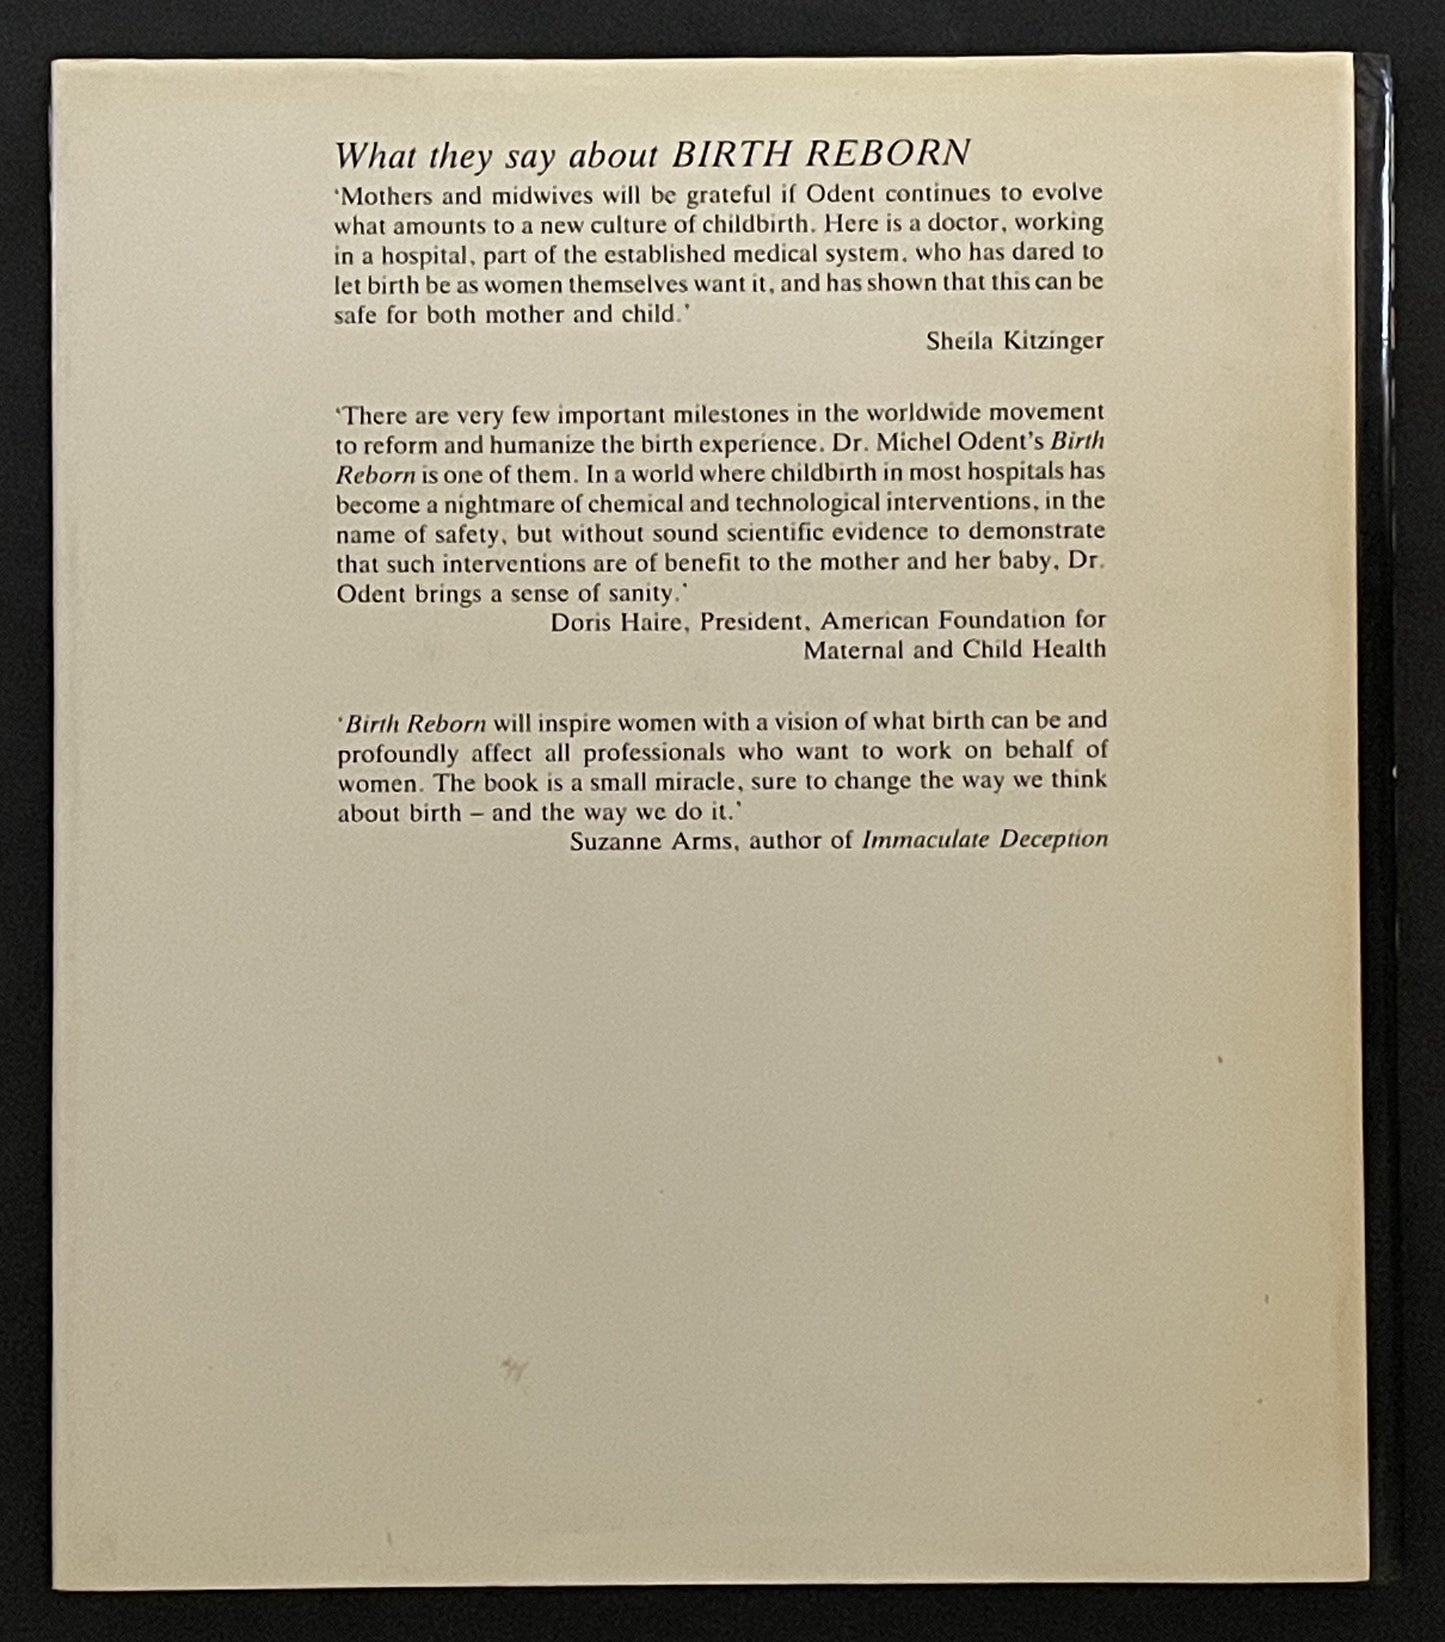 What they say about BIRTH REBORN
‘Mothers and midwives will be grateful if Odent continues to evolve
what amounts to a new culture of childbirth. Here is a doctor, working
in a hospital, part of the established medical system, who has dared to
let birth be as women themselves want it, and has shown that this can be
safe for both mother and child.’
Sheila Kitzinger
‘There are very few important milestones in the worldwide movement
to reform and humanize the birth experience. Dr. Michel Odent’s Birth
Reborn is one of them. In a world where childbirth in most hospitals has
become a nightmare of chemical and technological interventions, in the
name of safety, but without sound scientific evidence to demonstrate
that such interventions are of benefit to the mother and her baby, Dr.
Odent brings a sense of sanity.’
Doris Haire, President, American Foundation for
Maternal and Child Health
‘Birth Reborn will inspire women with a vision of what birth can be and
profoundly affect all professionals who want to work on behalf of
women. The book is a small miracle, sure to change the way we think
about birth – and the way we do it.’
Suzanne Arms, author of Immaculate Deception